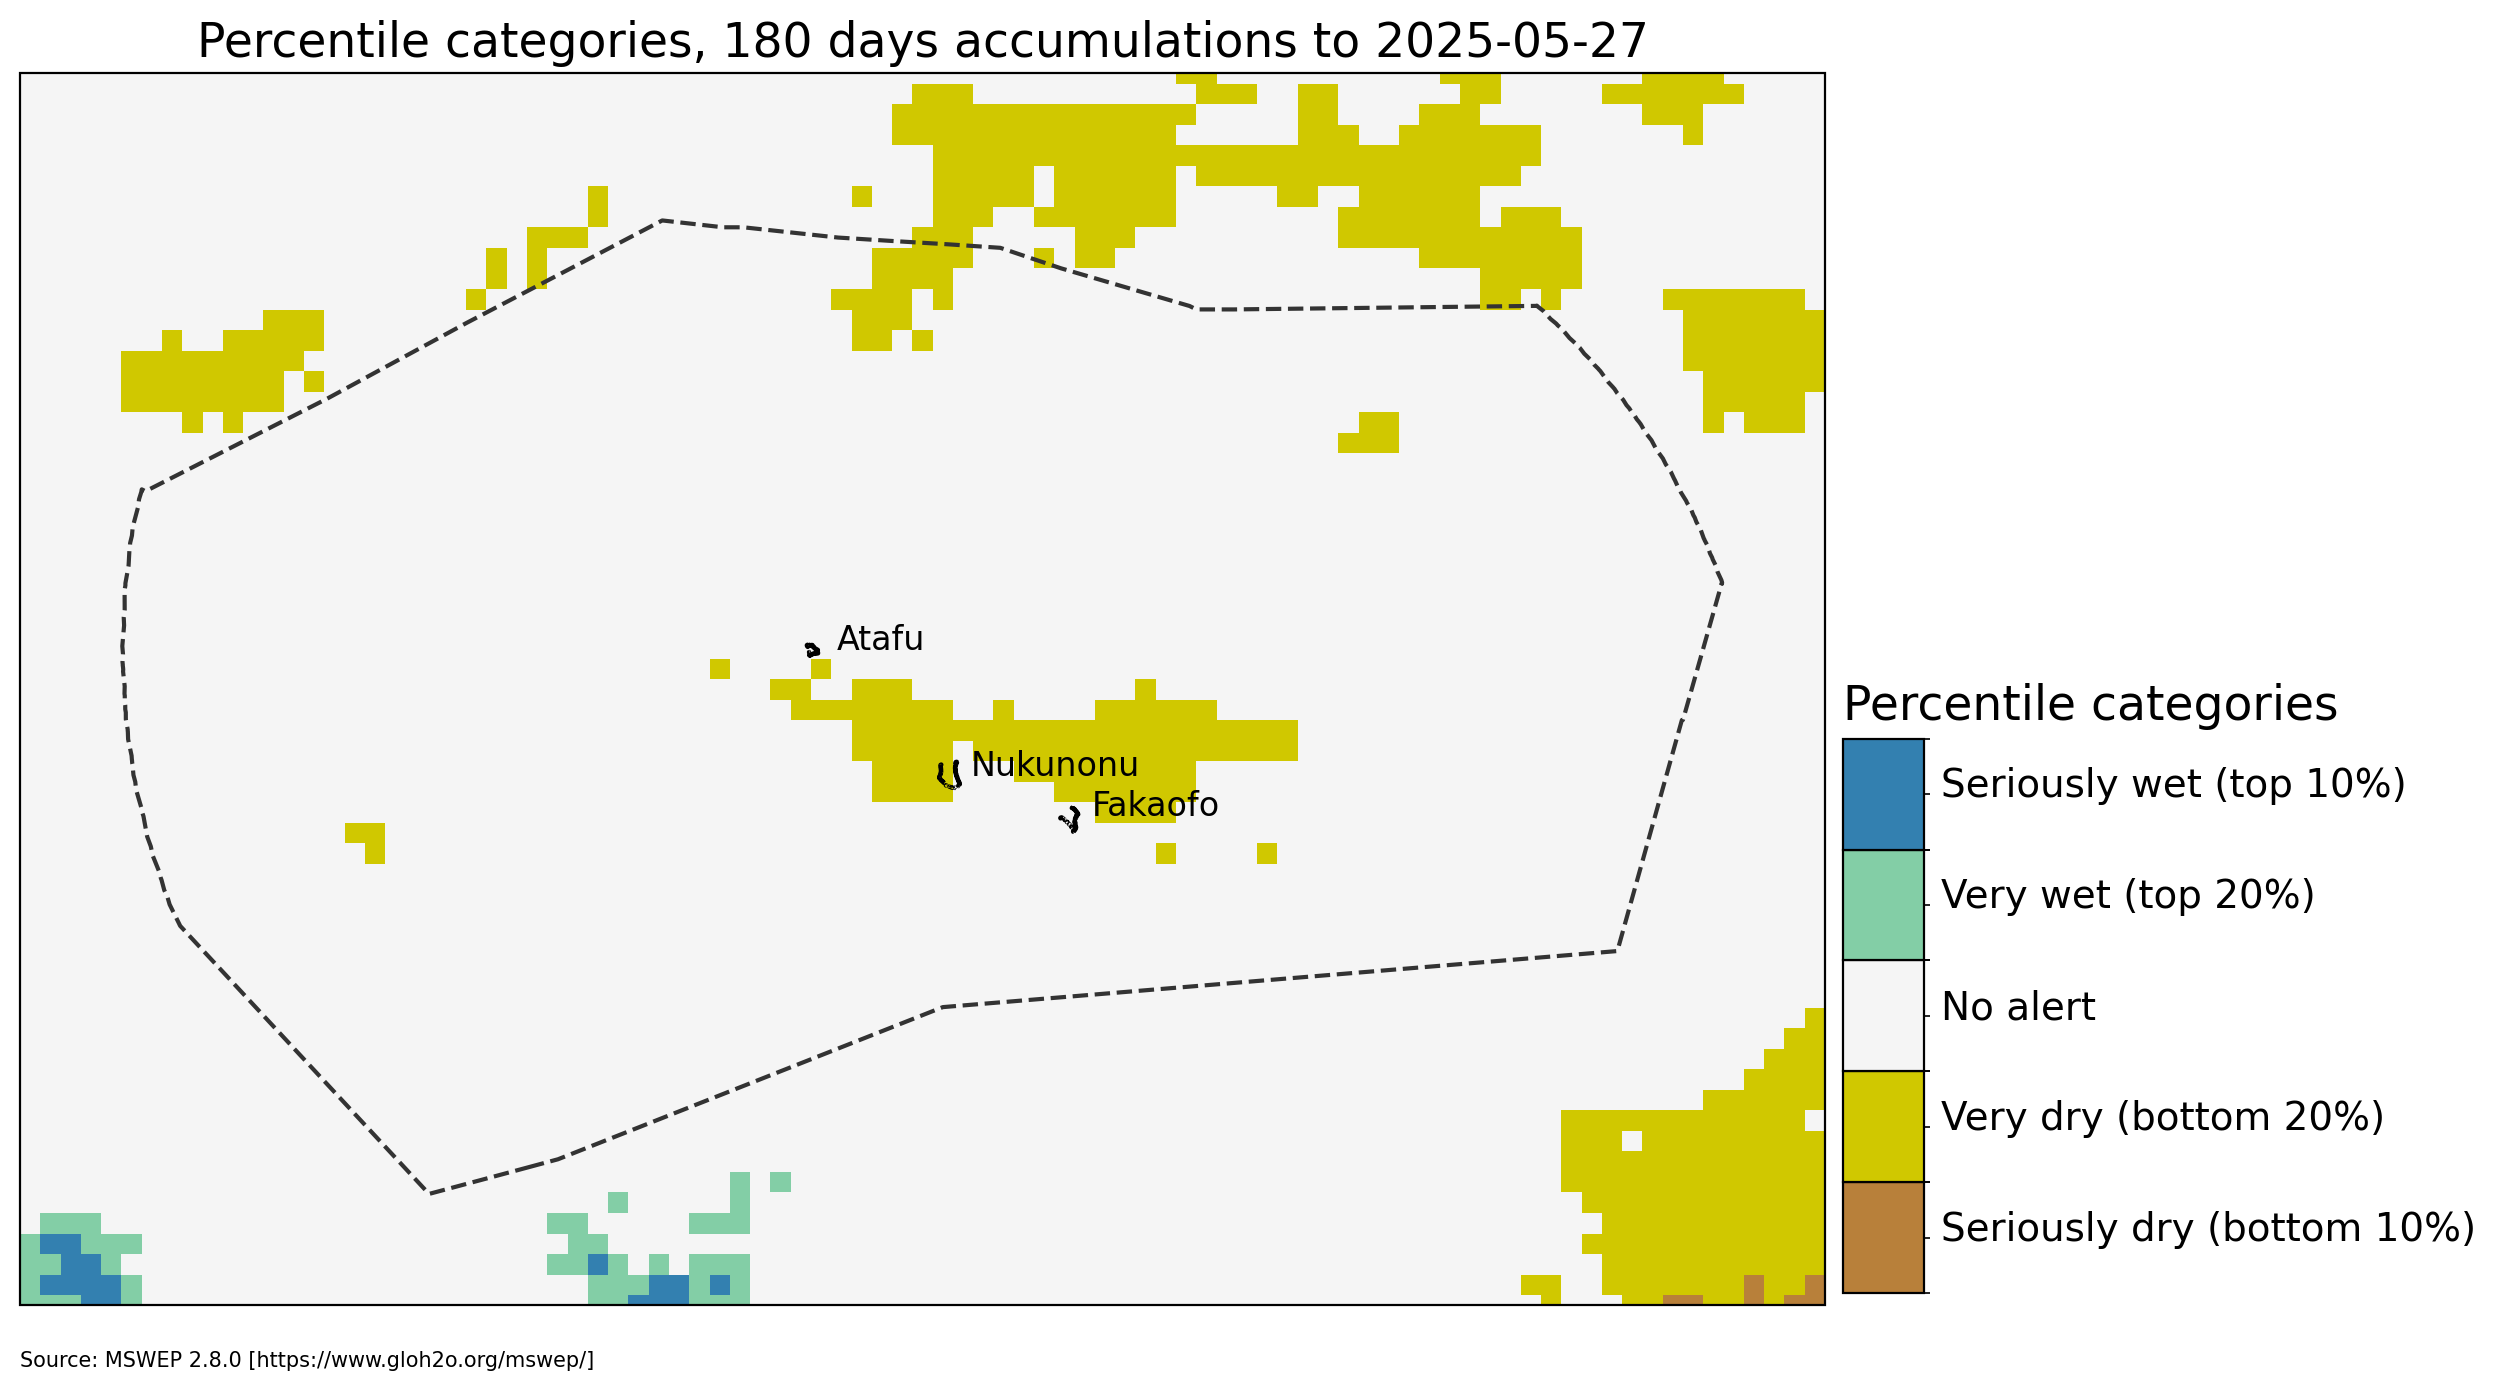 Percentile categories, 180 days accumulations to 2025-05-27
Atafu
Nukunonu
Fakaofo
Percentile categories
Seriously wet (top 10%)
Very wet (top 20%)
No alert
Very dry (bottom 20%)
Seriously dry (bottom 10%)
Source: MSWEP 2.8.0 [https://www.gloh2o.org/mswep/]